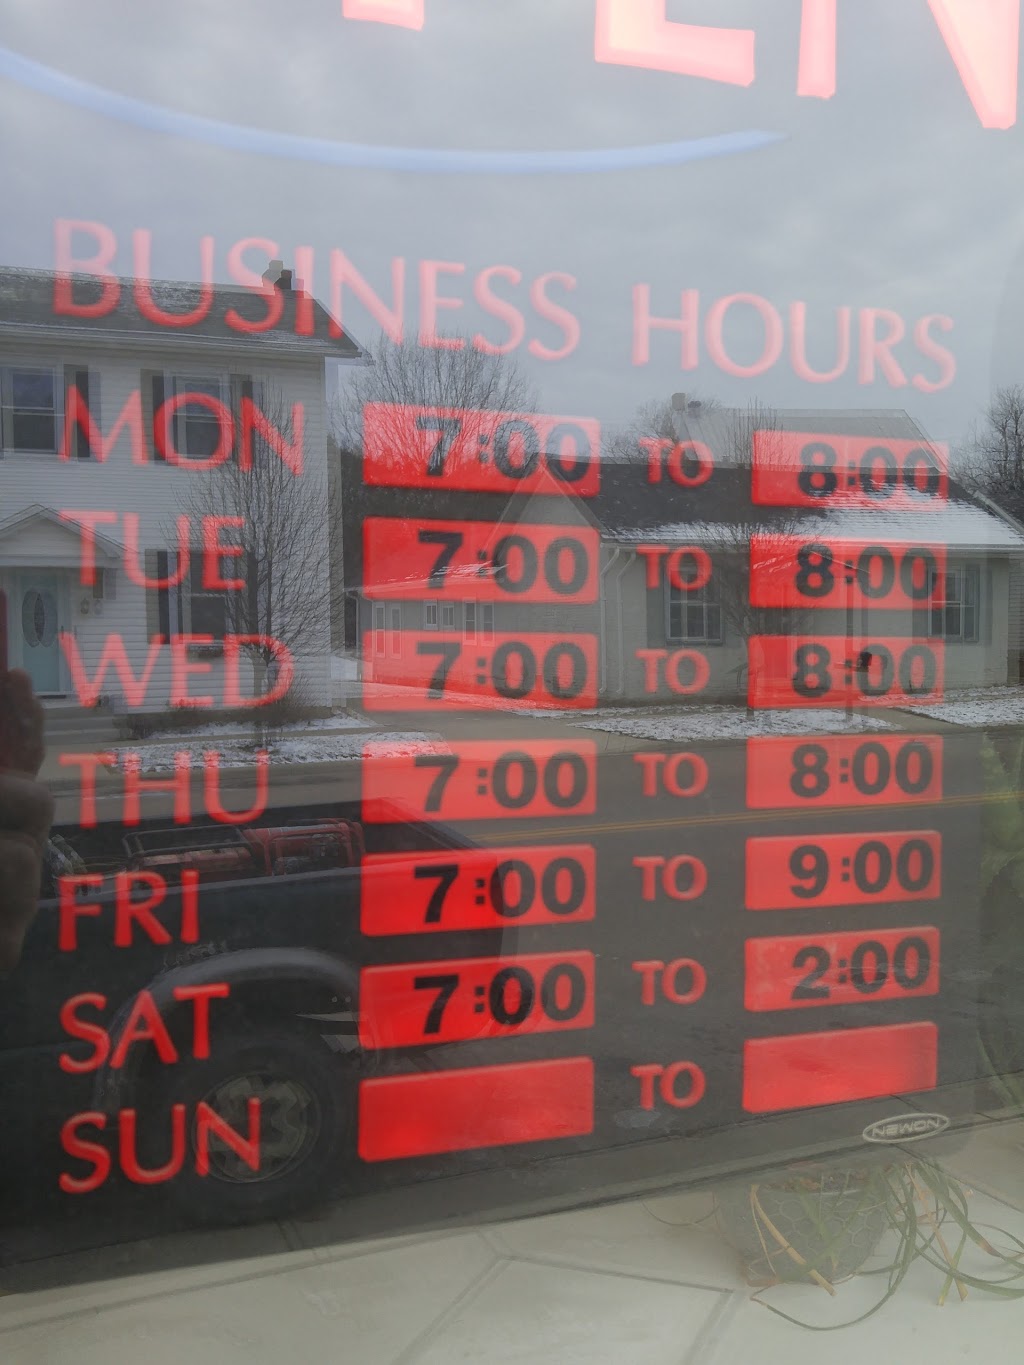 OPEN
BUSINESS HOURS
MON 7:00 TO 8:00
TUE 7:00 TO 8:00
WED 7:00 TO 8:00
THU 7:00 TO 8:00
FRI 7:00 TO 9:00
SAT 7:00 TO 2:00
SUN TO
NEWON